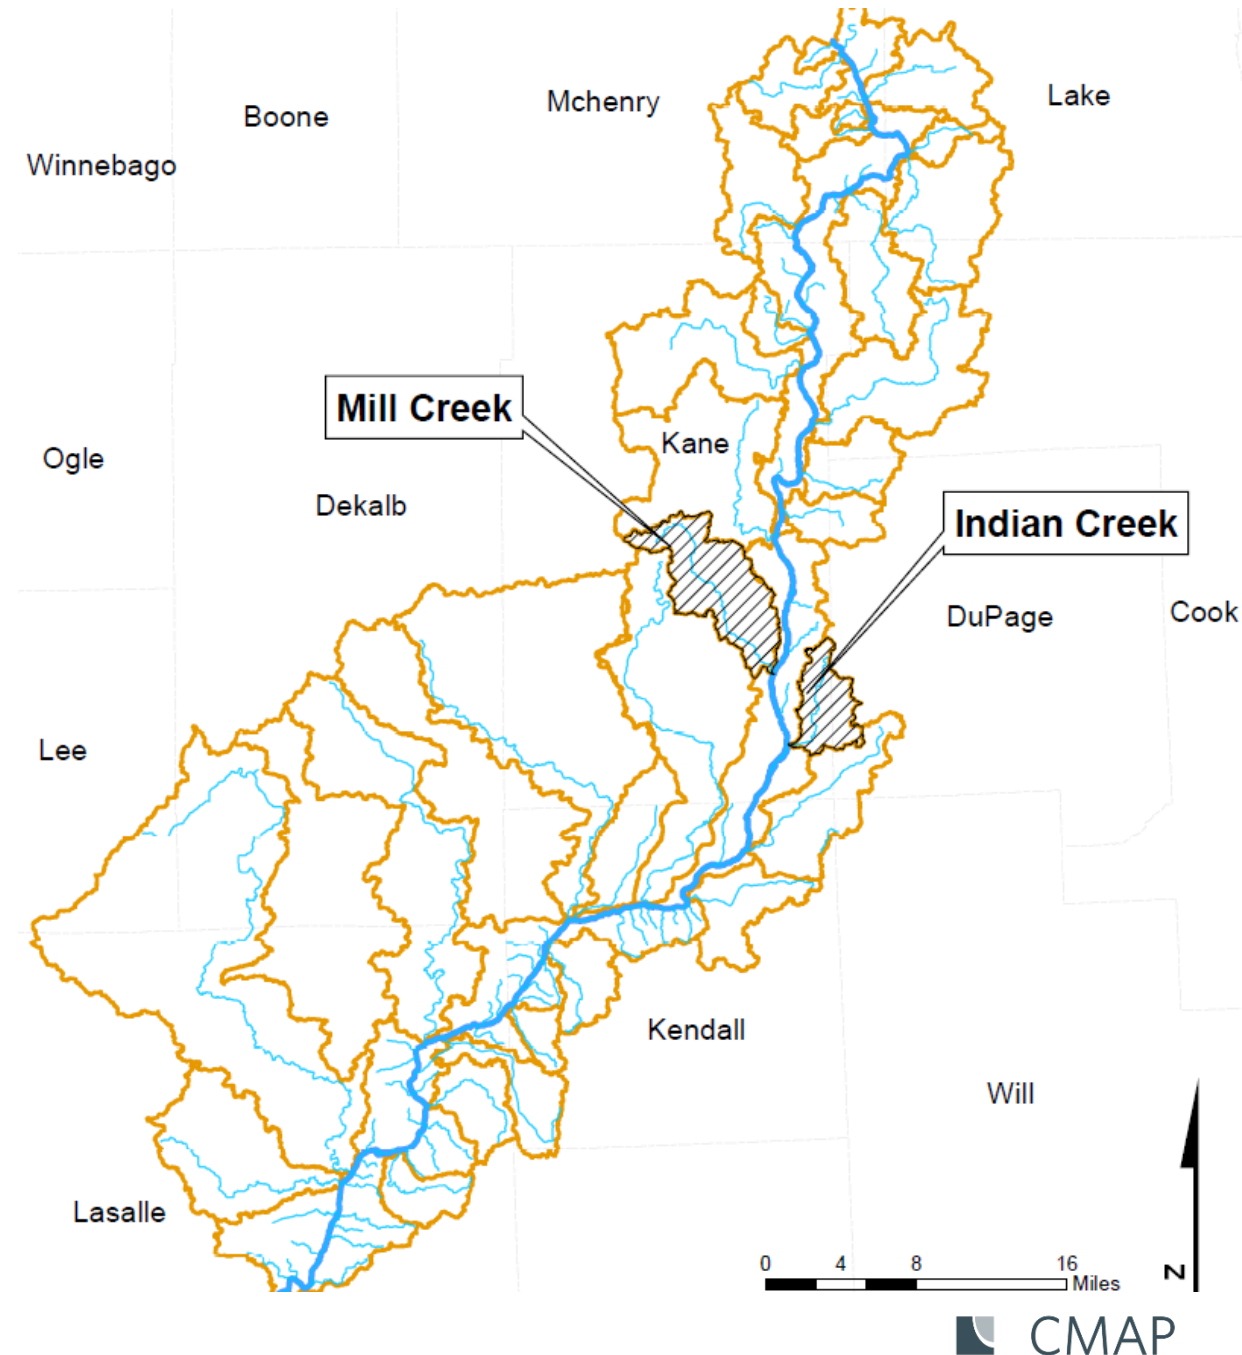 Mchenry
Lake
Boone
Winnebago
Mill Creek
Kane
Ogle
Dekalb
Indian Creek
DuPage
Cook
Lee
Kendall
Will
Lasalle
0 4 8 16
Miles
N
CMAP